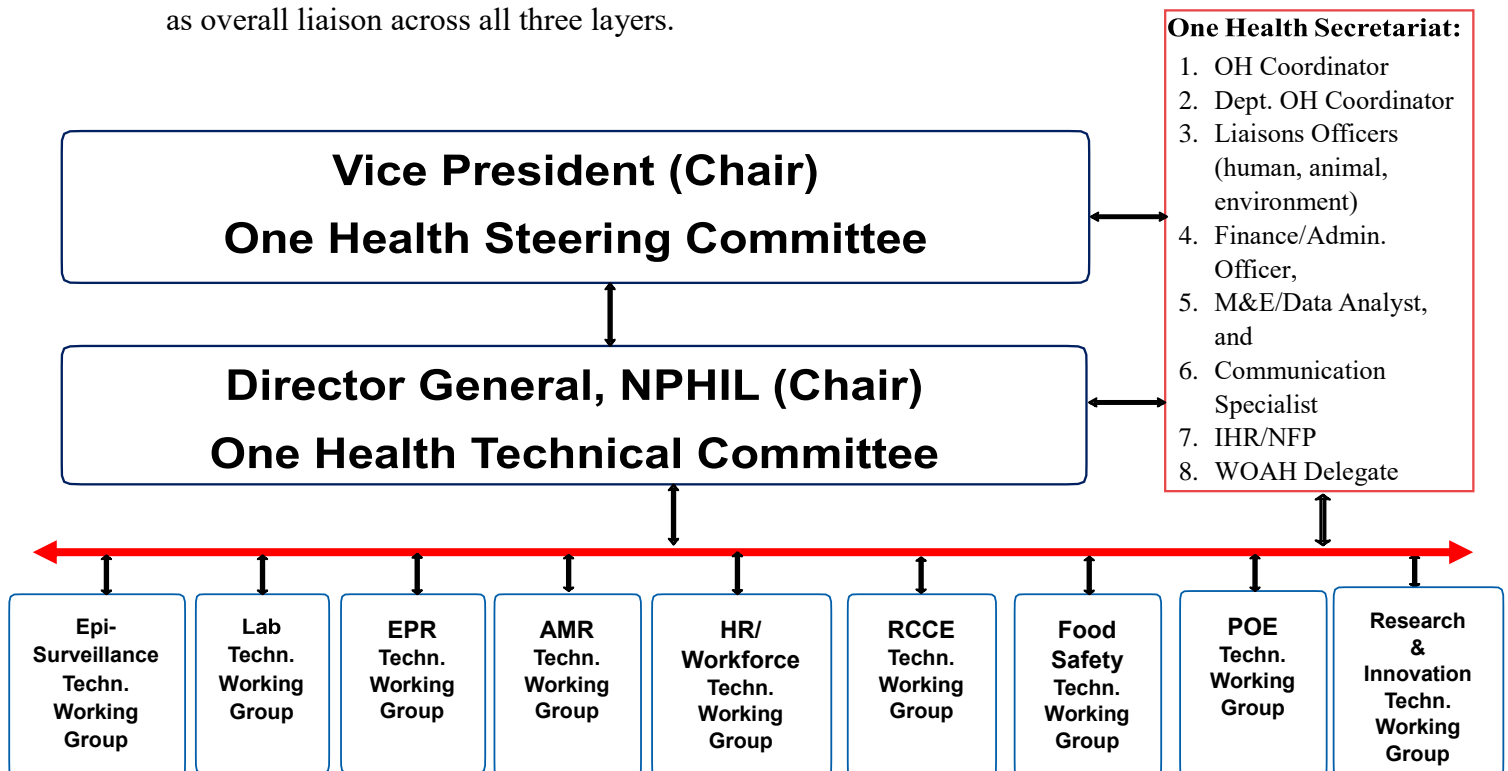 as overall liaison across all three layers.
One Health Secretariat:
1. OH Coordinator
2. Dept. OH Coordinator
3. Liaisons Officers
(human, animal,
environment)
4. Finance/Admin.
Officer,
5. M&E/Data Analyst,
and
6. Communication
Specialist
7. IHR/NFP
8. WOAH Delegate
Vice President (Chair)
One Health Steering Committee
Director General, NPHIL (Chair)
One Health Technical Committee
Epi-
Surveillance
Techn.
Working
Group
Lab
Techn.
Working
Group
EPR
Techn.
Working
Group
AMR
Techn.
Working
Group
HR/
Workforce
Techn.
Working
Group
RCCE
Techn.
Working
Group
Food
Safety
Techn.
Working
Group
POE
Techn.
Working
Group
Research
&
Innovation
Techn.
Working
Group